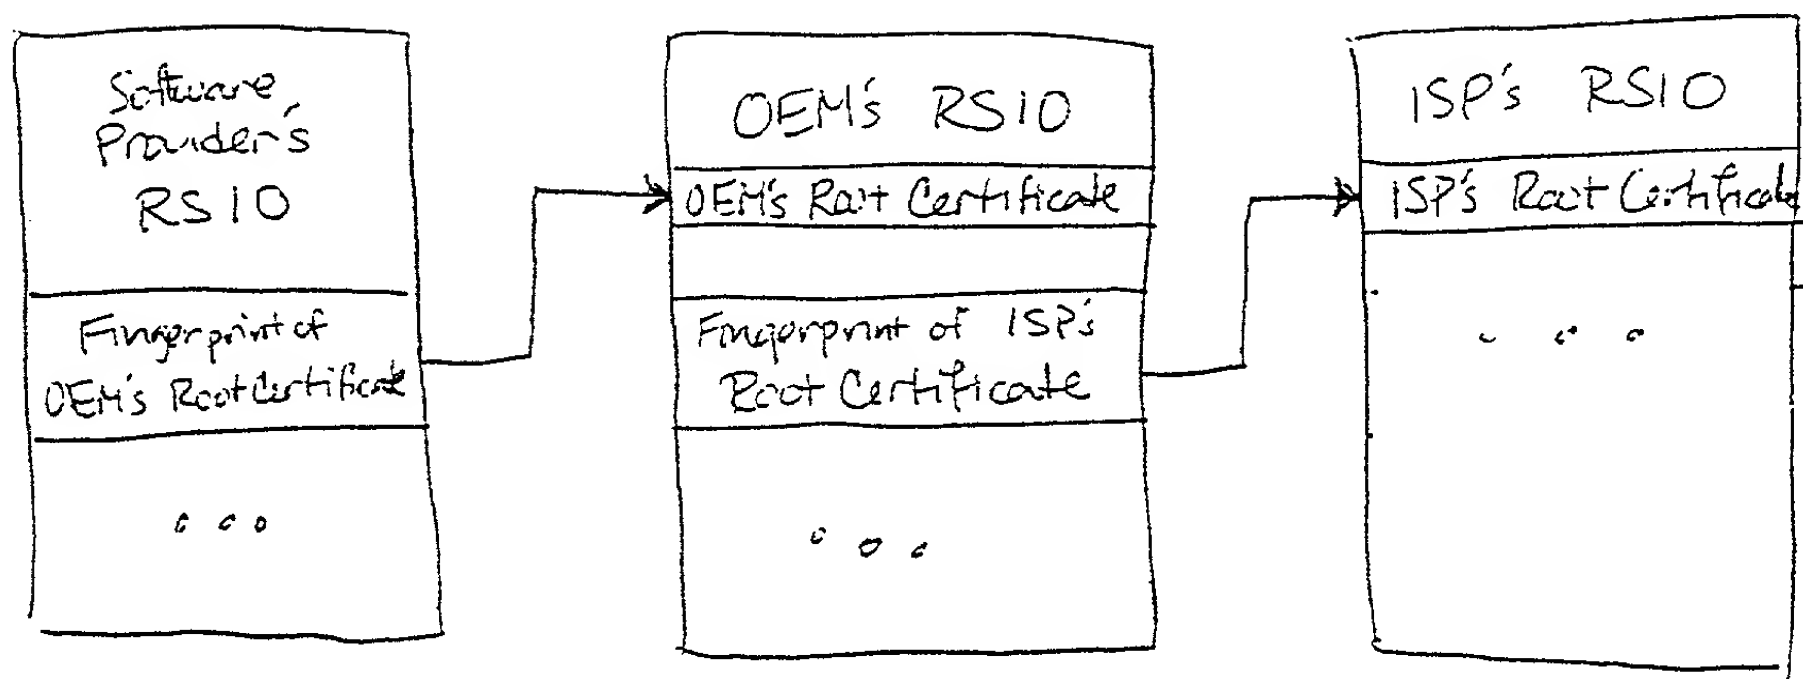 Software
Provider's
RSIO
Fingerprint of
OEM's Root Certificate
OEM's RSIO
OEM's Root Certificate
Fingerprint of ISP's
Root Certificate
ISP's RSIO
ISP's Root Certificate